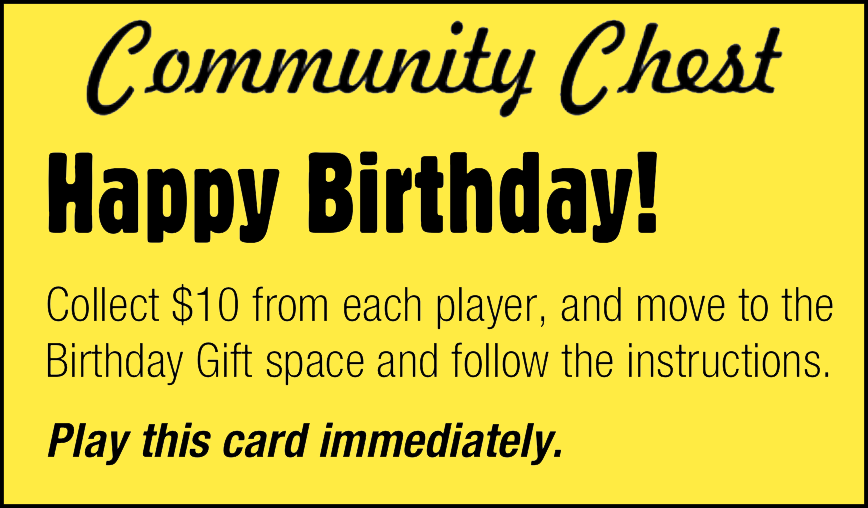 Community Chest
Happy Birthday!
Collect $10 from each player, and move to the
Birthday Gift space and follow the instructions.
Play this card immediately.